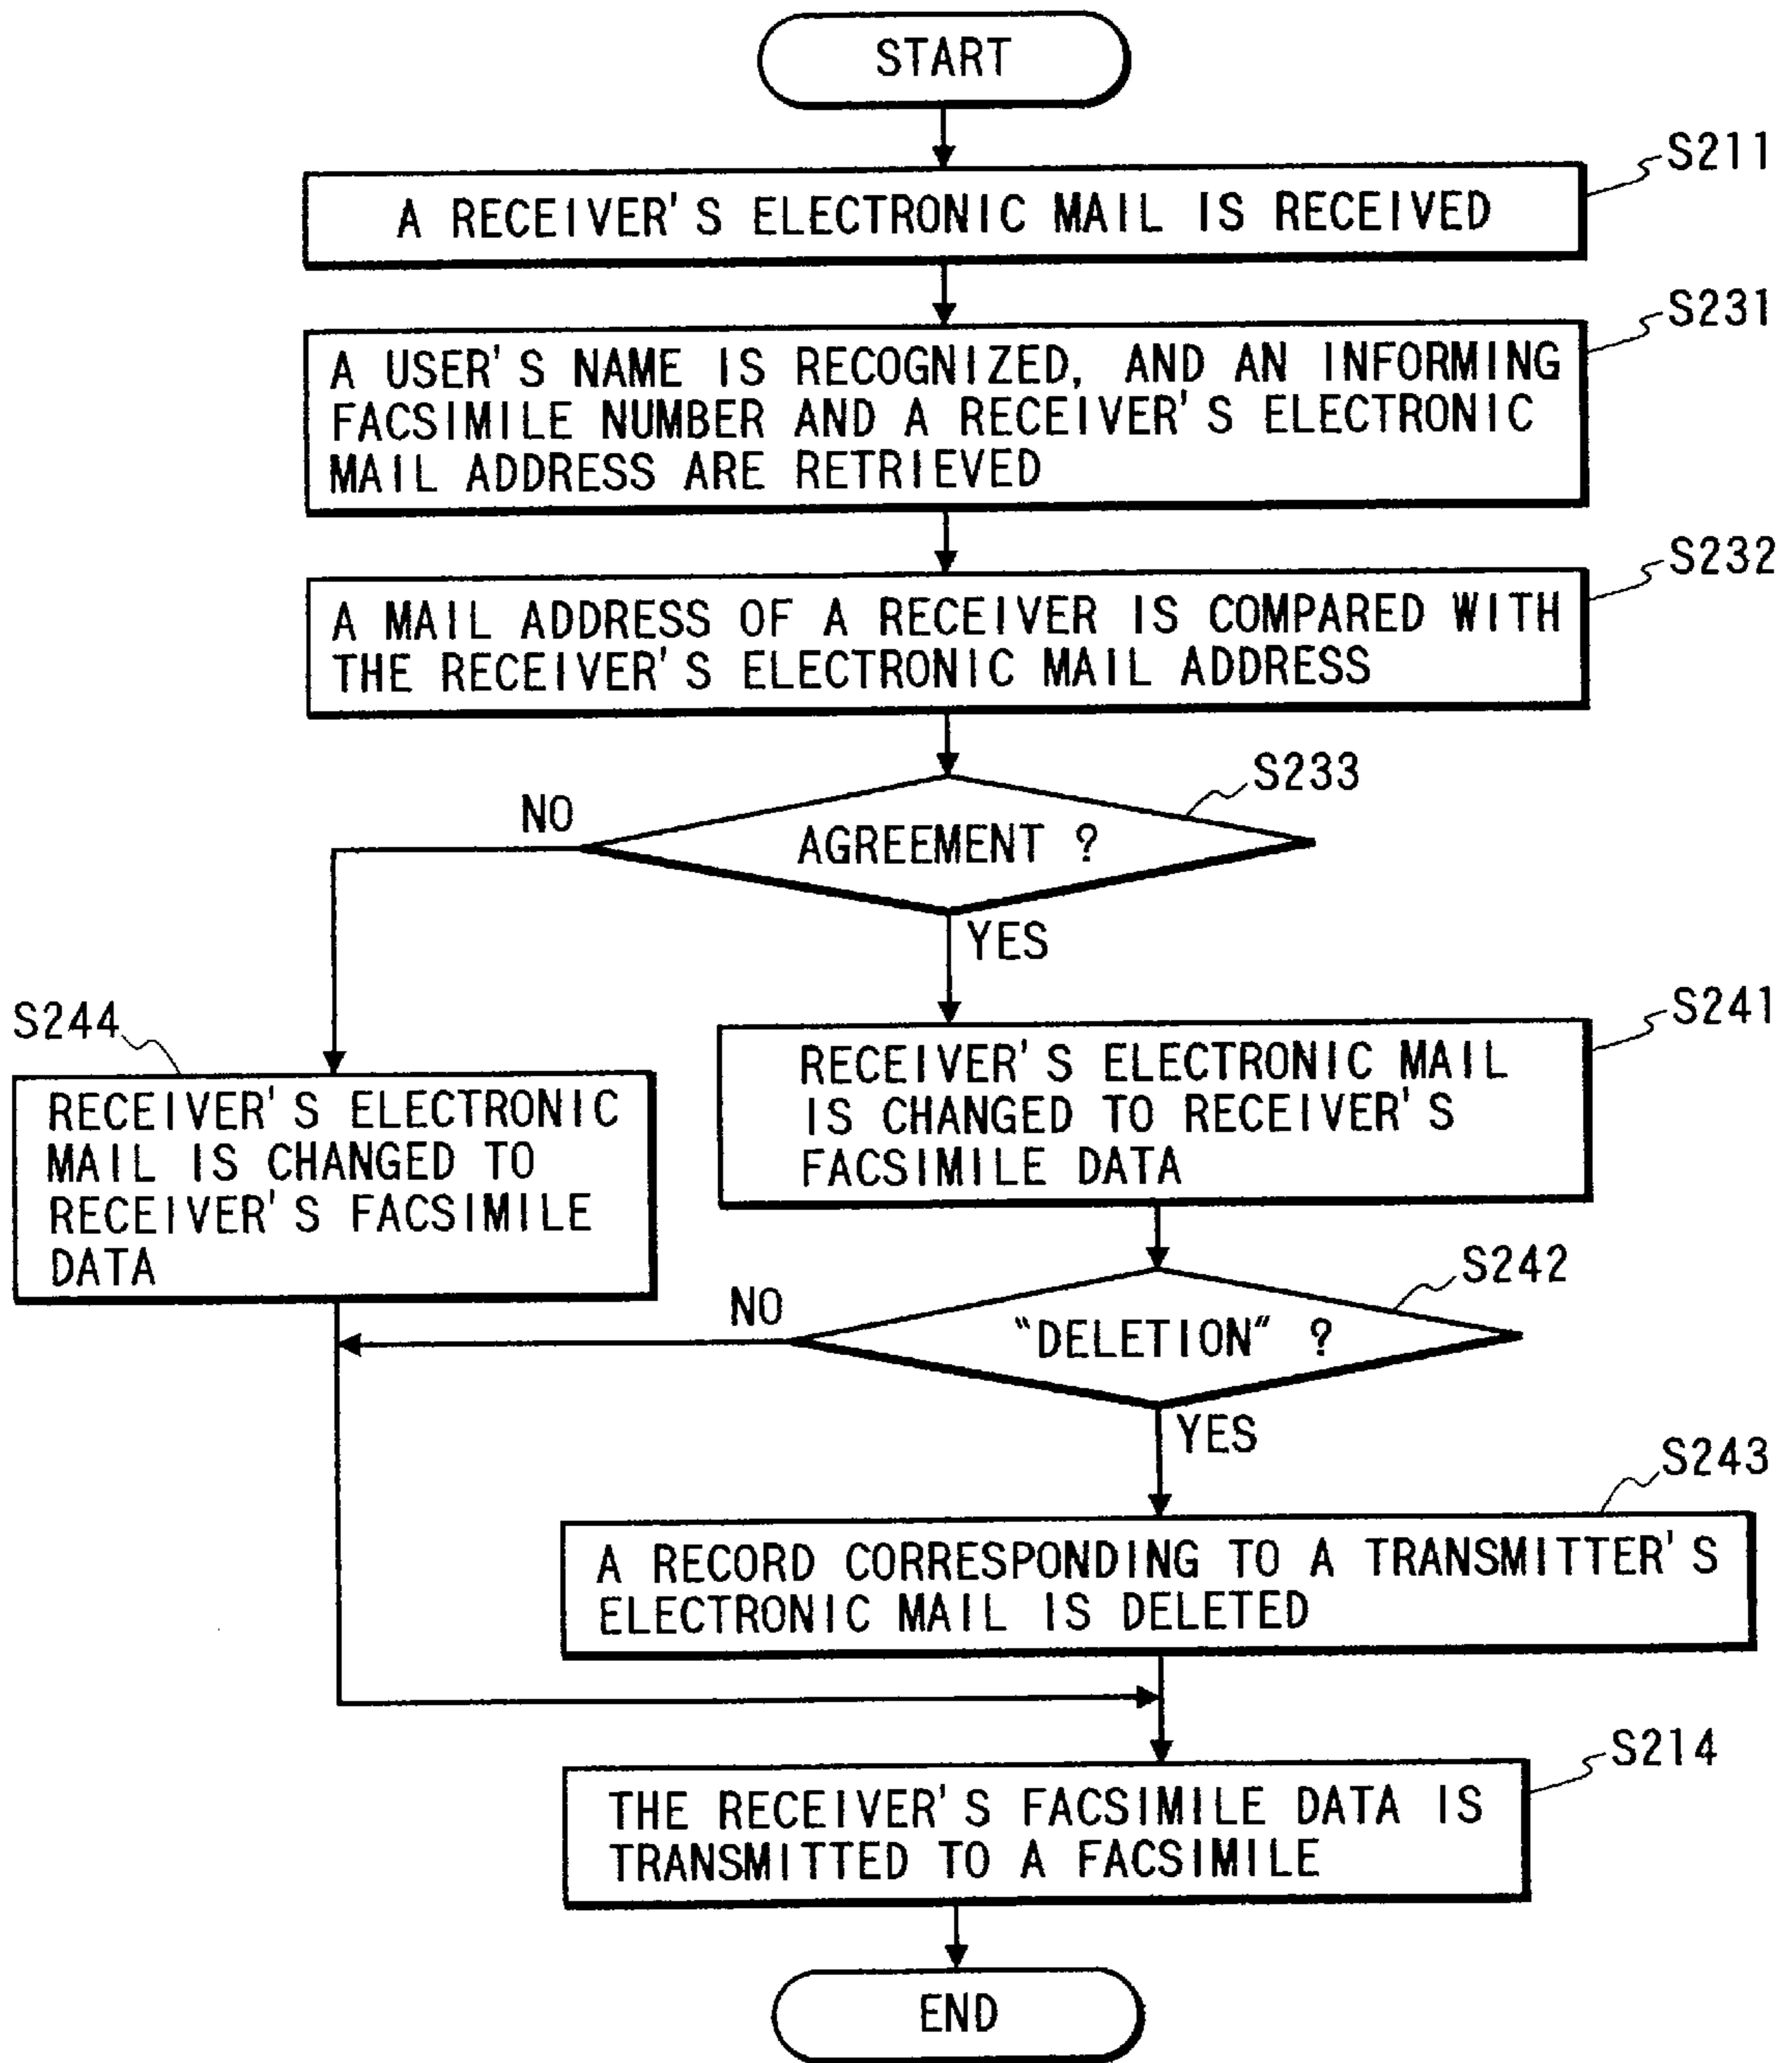 START
S211
A RECEIVER'S ELECTRONIC MAIL IS RECEIVED
S231
A USER'S NAME IS RECOGNIZED, AND AN INFORMING
FACSIMILE NUMBER AND A RECEIVER'S ELECTRONIC
MAIL ADDRESS ARE RETRIEVED
S232
A MAIL ADDRESS OF A RECEIVER IS COMPARED WITH
THE RECEIVER'S ELECTRONIC MAIL ADDRESS
S233
NO
AGREEMENT ?
YES
S244
RECEIVER'S ELECTRONIC
MAIL IS CHANGED TO
RECEIVER'S FACSIMILE
DATA
S241
RECEIVER'S ELECTRONIC MAIL
IS CHANGED TO RECEIVER'S
FACSIMILE DATA
S242
NO
"DELETION" ?
YES
S243
A RECORD CORRESPONDING TO A TRANSMITTER'S
ELECTRONIC MAIL IS DELETED
S214
THE RECEIVER'S FACSIMILE DATA IS
TRANSMITTED TO A FACSIMILE
END